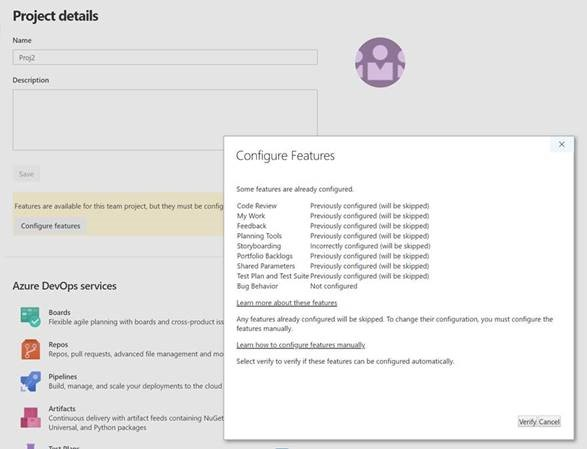 Project details
Name
Proj2
Description
Save
Features are available for this team project, but they must be config
Configure features
Azure DevOps services
Boards
Flexible agile planning with boards and cross-product iss
Repos
Repos, pull requests, advanced file management and mo
Pipelines
Build, manage, and scale your deployments to the cloud
Artifacts
Continuous delivery with artifact feeds containing NuGet
Universal, and Python packages
Test Plans
Configure Features
Some features are already configured.
Code Review Previously configured (will be skipped)
My Work Previously configured (will be skipped)
Feedback Previously configured (will be skipped)
Planning Tools Previously configured (will be skipped)
Storyboarding Incorrectly configured (will be skipped)
Portfolio Backlogs Previously configured (will be skipped)
Shared Parameters Previously configured (will be skipped)
Test Plan and Test Suite Previously configured (will be skipped)
Bug Behavior Not configured
Learn more about these features
Any features already configured will be skipped. To change their configuration, you must configure the
features manually.
Learn how to configure features manually
Select verify to verify if these features can be configured automatically.
Verify Cancel